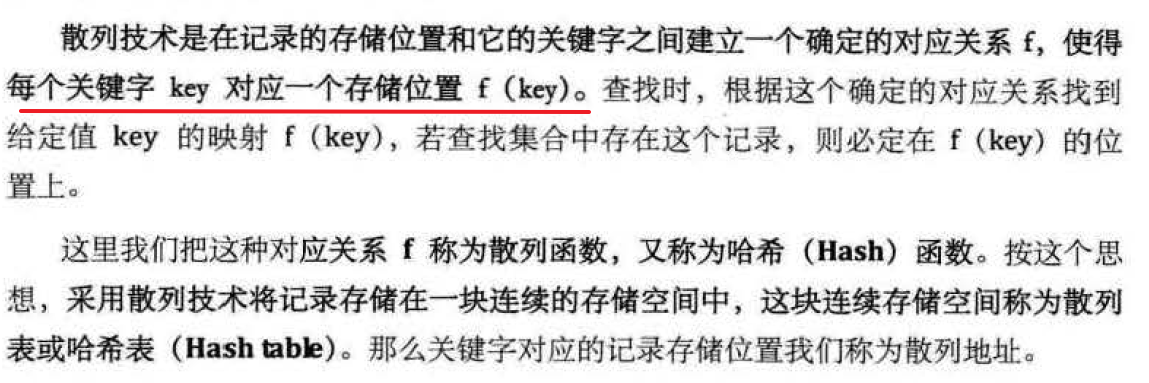 散列技术是在记录的存储位置和它的关键字之间建立一个确定的对应关系 f，使得
每个关键字 key 对应一个存储位置 f（key）。查找时，根据这个确定的对应关系找到
给定值 key 的映射 f（key），若查找集合中存在这个记录，则必定在 f（key）的位
置上。
这里我们把这种对应关系 f 称为散列函数，又称为哈希（Hash）函数。按这个思
想，采用散列技术将记录存储在一块连续的存储空间中，这块连续存储空间称为散列
表或哈希表（Hash table）。那么关键字对应的记录存储位置我们称为散列地址。